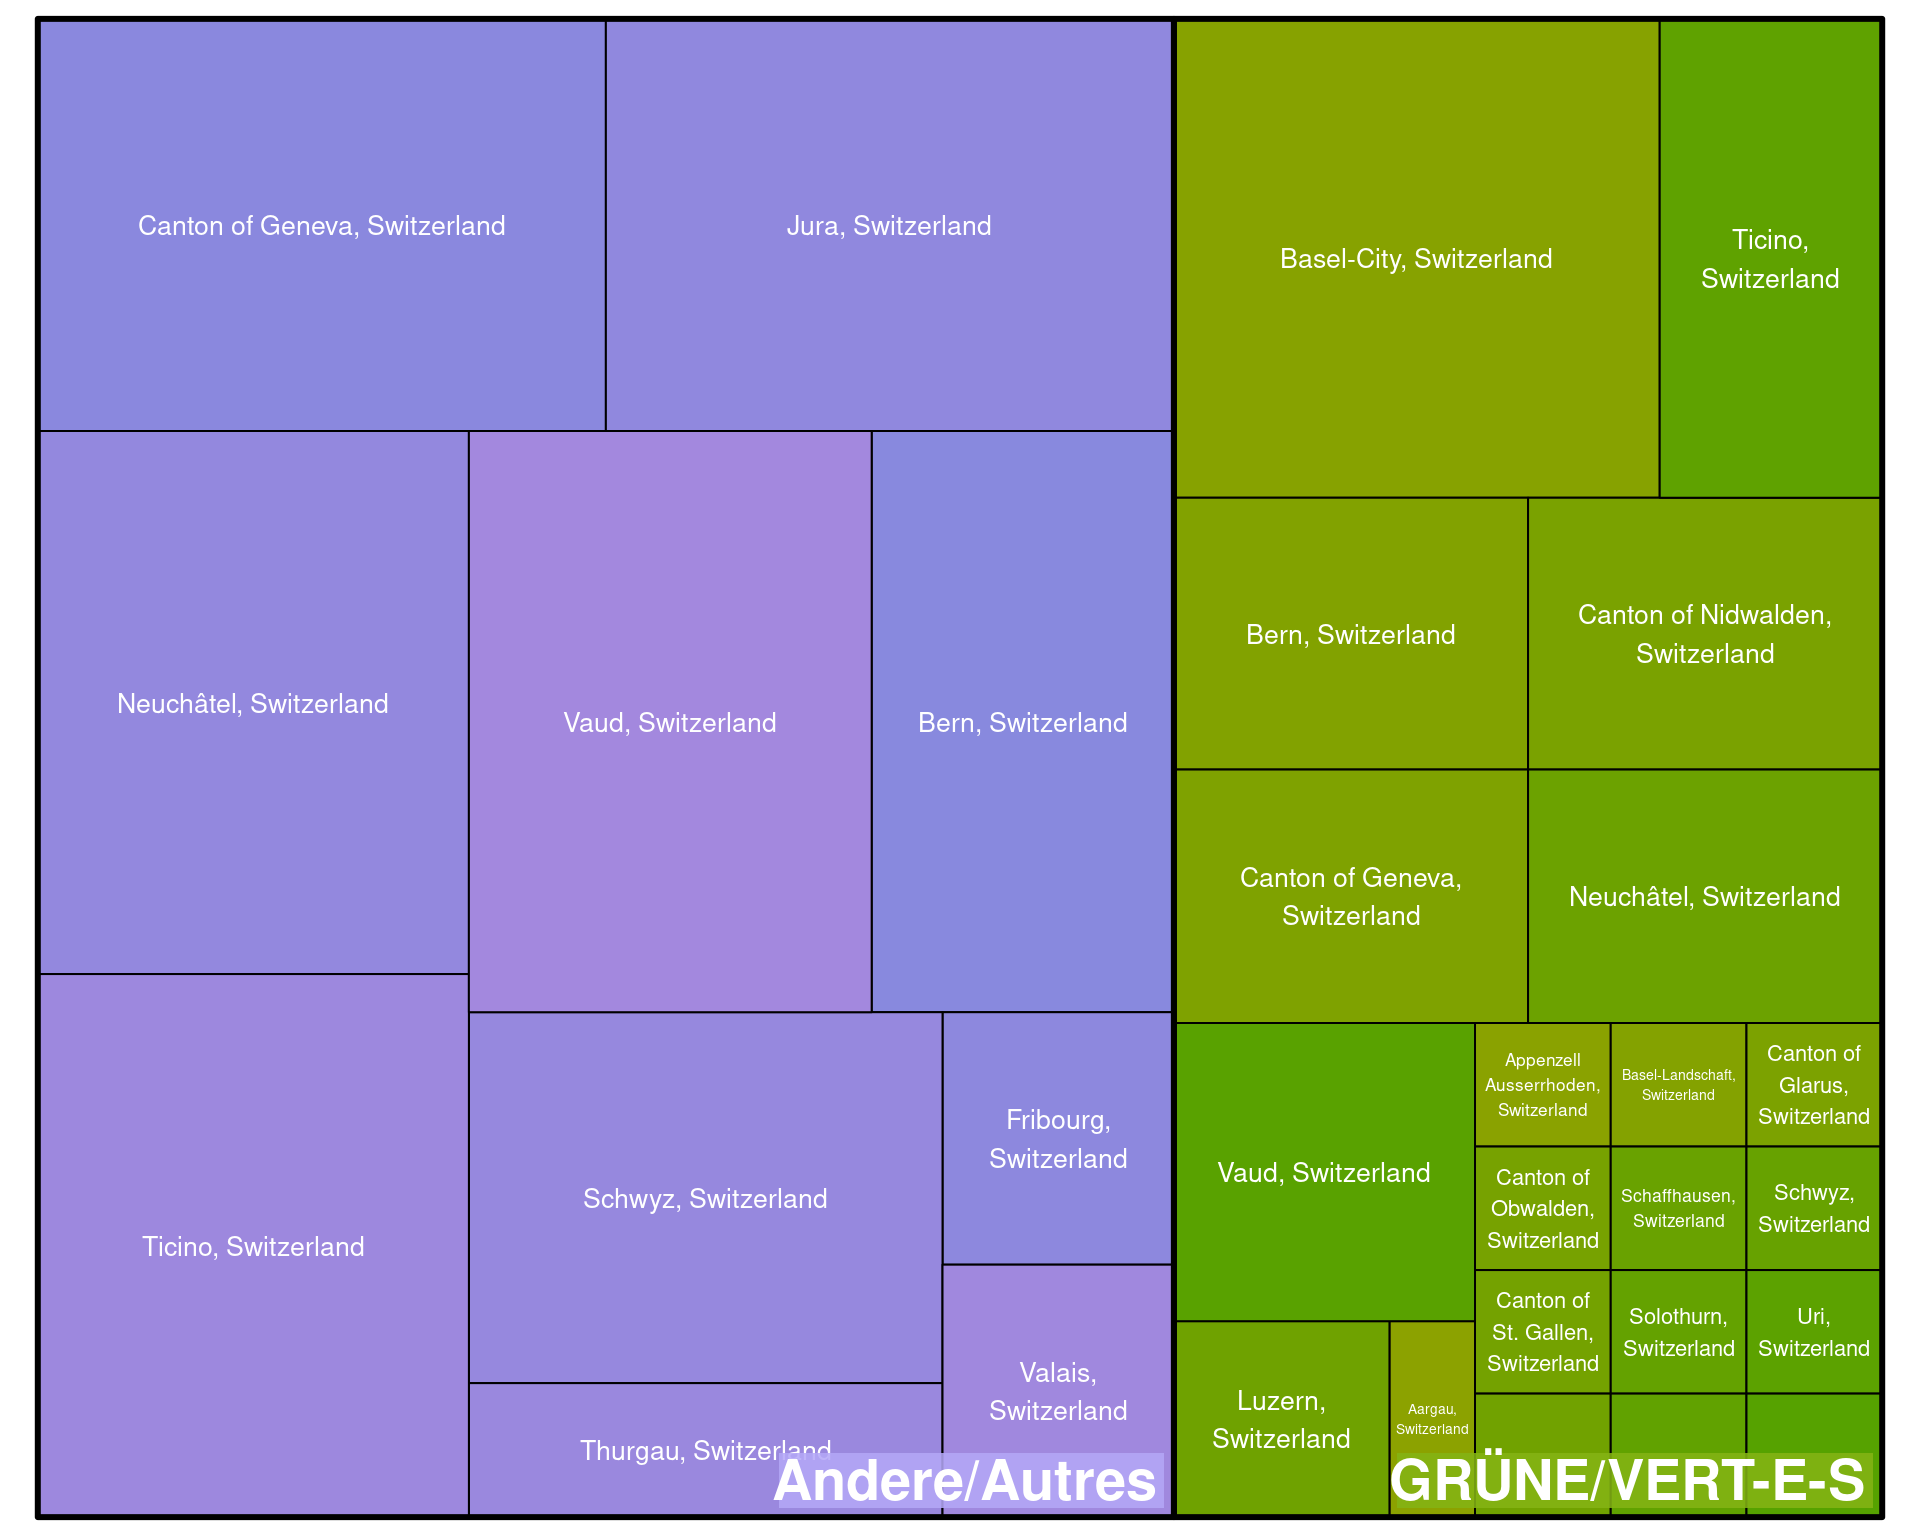 Canton of Geneva, Switzerland
Jura, Switzerland
Neuchâtel, Switzerland
Vaud, Switzerland
Bern, Switzerland
Ticino, Switzerland
Schwyz, Switzerland
Fribourg,
Switzerland
Thurgau, Switzerland
Valais,
Switzerland
Andere/Autres
Basel-City, Switzerland
Ticino,
Switzerland
Bern, Switzerland
Canton of Nidwalden,
Switzerland
Canton of Geneva,
Switzerland
Neuchâtel, Switzerland
Vaud, Switzerland
Appenzell
Ausserrhoden,
Switzerland
Basel-Landschaft,
Switzerland
Canton of
Glarus,
Switzerland
Canton of
Obwalden,
Switzerland
Schaffhausen,
Switzerland
Schwyz,
Switzerland
Canton of
St. Gallen,
Switzerland
Solothurn,
Switzerland
Uri,
Switzerland
Luzern,
Switzerland
Aargau,
Switzerland
GRÜNE/VERT-E-S